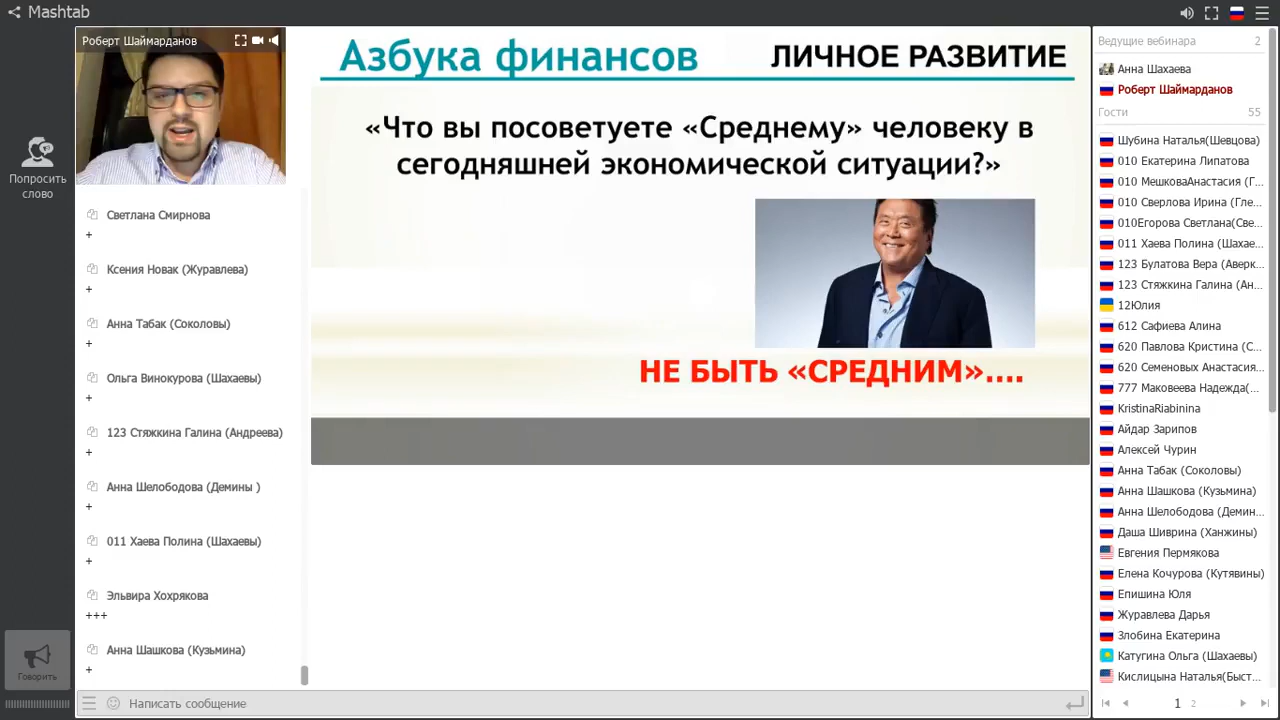 Mashtab
Попросить
слово
Говорить
Роберт Шаймарданов
Светлана Смирнова
+
Ксения Новак (Журавлева)
+
Анна Табак (Соколовы)
+
Ольга Винокурова (Шахаевы)
+
123 Стяжкина Галина (Андреева)
+
Анна Шелободова (Демины )
+
011 Хаева Полина (Шахаевы)
+
Эльвира Хохрякова
+++
Анна Шашкова (Кузьмина)
+
Написать сообщение
Азбука финансов
ЛИЧНОЕ РАЗВИТИЕ
«Что вы посоветуете «Среднему» человеку в
сегодняшней экономической ситуации?»
НЕ БЫТЬ «СРЕДНИМ»....
Ведущие вебинара 2
Анна Шахаева
Роберт Шаймарданов
Гости 55
Шубина Наталья(Шевцова)
010 Екатерина Липатова
010 МешковаАнастасия (Г...
010 Сверлова Ирина (Гле...
010Егорова Светлана(Све...
011 Хаева Полина (Шахае...
123 Булатова Вера (Аверк...
123 Стяжкина Галина (Ан...
12Юлия
612 Сафиева Алина
620 Павлова Кристина (С...
620 Семеновых Анастасия...
777 Маковеева Надежда(...
KristinaRiabinina
Айдар Зарипов
Алексей Чурин
Анна Табак (Соколовы)
Анна Шашкова (Кузьмина)
Анна Шелободова (Демин...
Даша Шиврина (Ханжины)
Евгения Пермякова
Елена Кочурова (Кутявины)
Епишина Юля
Журавлева Дарья
Злобина Екатерина
Катугина Ольга (Шахаевы)
Кислицына Наталья(Быст...
1 2